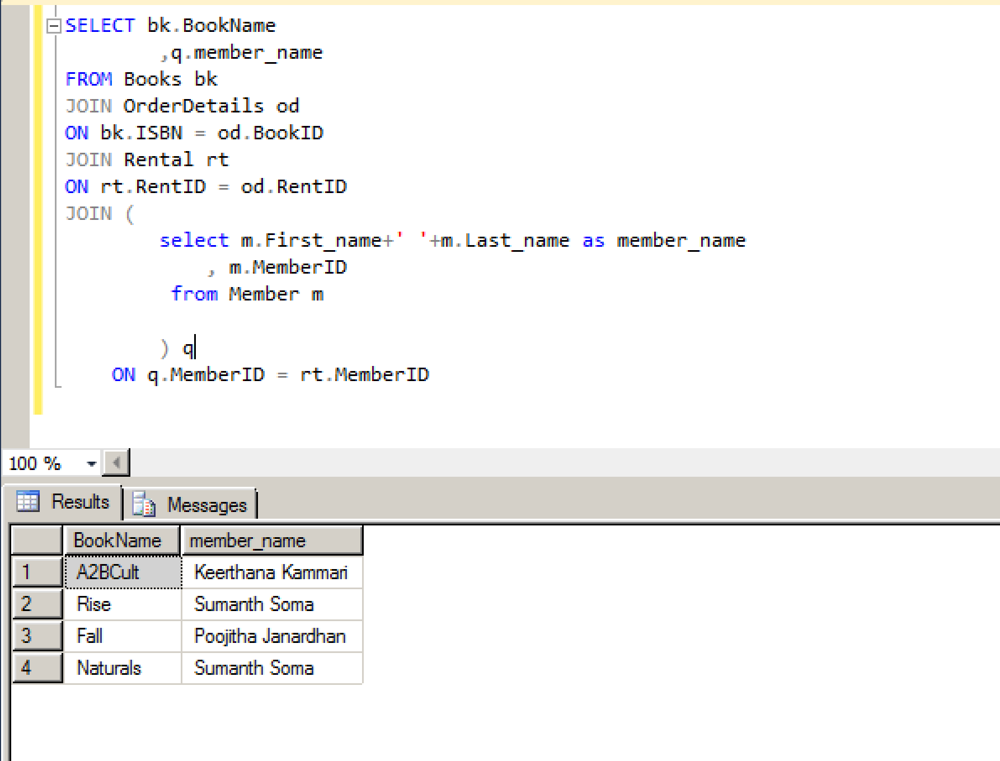 SELECT bk.BookName
,q.member_name
FROM Books bk
JOIN OrderDetails od
ON bk.ISBN = od.BookID
JOIN Rental rt
ON rt.RentID = od.RentID
JOIN (
select m.First_name+' '+m.Last_name as member_name
, m.MemberID
from Member m
) q
ON q.MemberID = rt.MemberID
100 %
Results Messages
BookName member_name
1 A2BCult Keerthana Kammari
2 Rise Sumanth Soma
3 Fall Poojitha Janardhan
4 Naturals Sumanth Soma